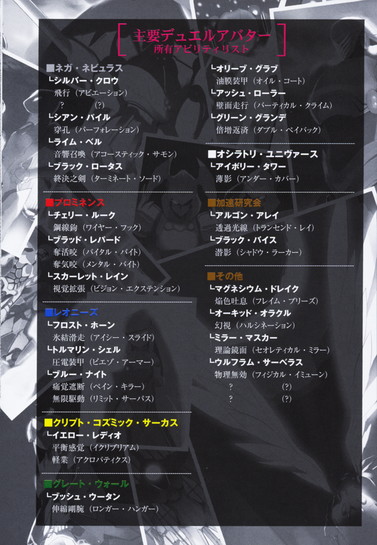 主要デュエルアバター
所有アビリティリスト
■ネガ・ネビュラス
┗シルバー・クロウ
飛行（アビエーション）
？　（？）
┗シアン・パイル
穿孔（パーフォレーション）
┗ライム・ベル
音響召喚（アコースティック・サモン）
┗ブラック・ロータス
終決之剣（ターミネート・ソード）
■プロミネンス
┗チェリー・ルーク
鋼線鉤（ワイヤー・フック）
┗ブラッド・レパード
奪活咬（バイタル・バイト）
奪気咬（メンタル・バイト）
┗スカーレット・レイン
視覚拡張（ビジョン・エクステンション）
■レオニーズ
┗フロスト・ホーン
氷結滑走（アイシー・スライド）
┗トルマリン・シェル
圧電装甲（ピエゾ・アーマー）
┗ブルー・ナイト
痛覚遮断（ペイン・キラー）
無限駆動（リミット・サーパス）
■クリプト・コズミック・サーカス
┗イエロー・レディオ
平衡感覚（イクリブリアム）
軽業（アクロバティクス）
■グレート・ウォール
┗ブッシュ・ウータン
伸縮剛腕（ロンガー・ハンガー）
┗オリーブ・グラブ
油膜装甲（オイル・コート）
┗アッシュ・ローラー
壁面走行（バーティカル・クライム）
┗グリーン・グランデ
倍増返済（ダブル・ペイバック）
■オシラトリ・ユニヴァース
┗アイボリー・タワー
薄影（アンダー・カバー）
■加速研究会
┗アルゴン・アレイ
透過光線（トランセンド・レイ）
┗ブラック・バイス
潜影（シャドウ・ラーカー）
■その他
┗マグネシウム・ドレイク
焔色吐息（フレイム・ブリーズ）
┗オーキッド・オラクル
幻視（ハルシネーション）
┗ミラー・マスカー
理論鏡面（セオレティカル・ミラー）
┗ウルフラム・サーベラス
物理無効（フィジカル・イミューン）
？　（？）
？　（？）